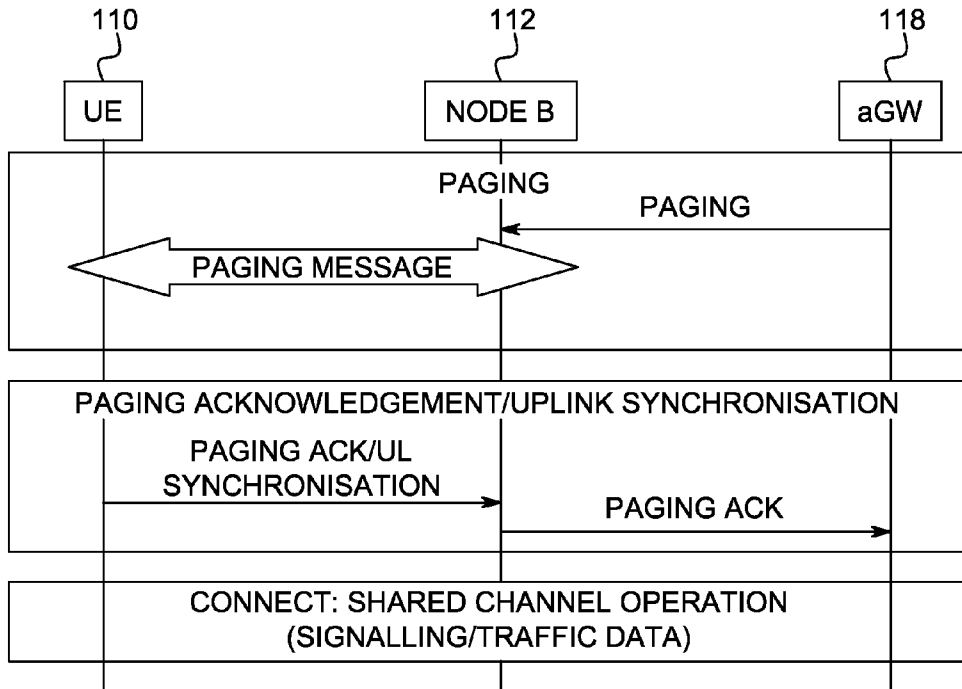 110 112 118
UE NODE B aGW
PAGING
PAGING
PAGING MESSAGE
PAGING ACKNOWLEDGEMENT/UPLINK SYNCHRONISATION
PAGING ACK/UL
SYNCHRONISATION
PAGING ACK
CONNECT: SHARED CHANNEL OPERATION
(SIGNALLING/TRAFFIC DATA)